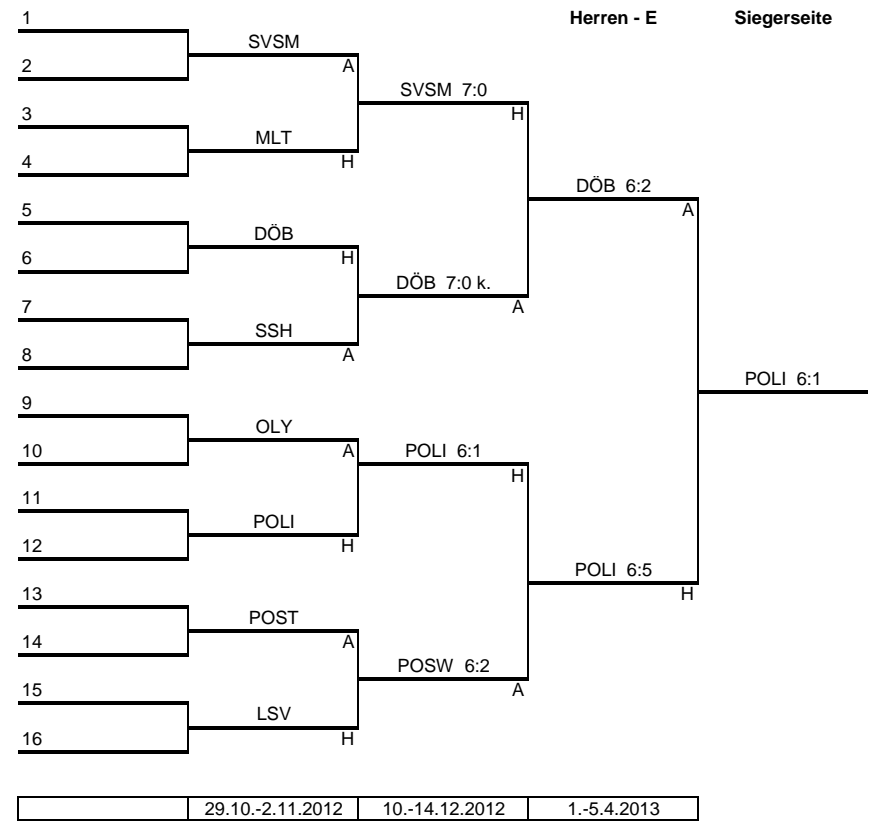 1 Herren - E Siegerseite
SVSM
2 A
SVSM 7:0
3 H
MLT
4 H
DÖB 6:2
5 A
DÖB
6 H
DÖB 7:0 k.
7 A
SSH
8 A
POLI 6:1
9
OLY
10 A POLI 6:1
H
11
POLI
12 H
POLI 6:5
13 H
POST
14 A
POSW 6:2
15 A
LSV
16 H
29.10.-2.11.2012 10.-14.12.2012 1.-5.4.2013